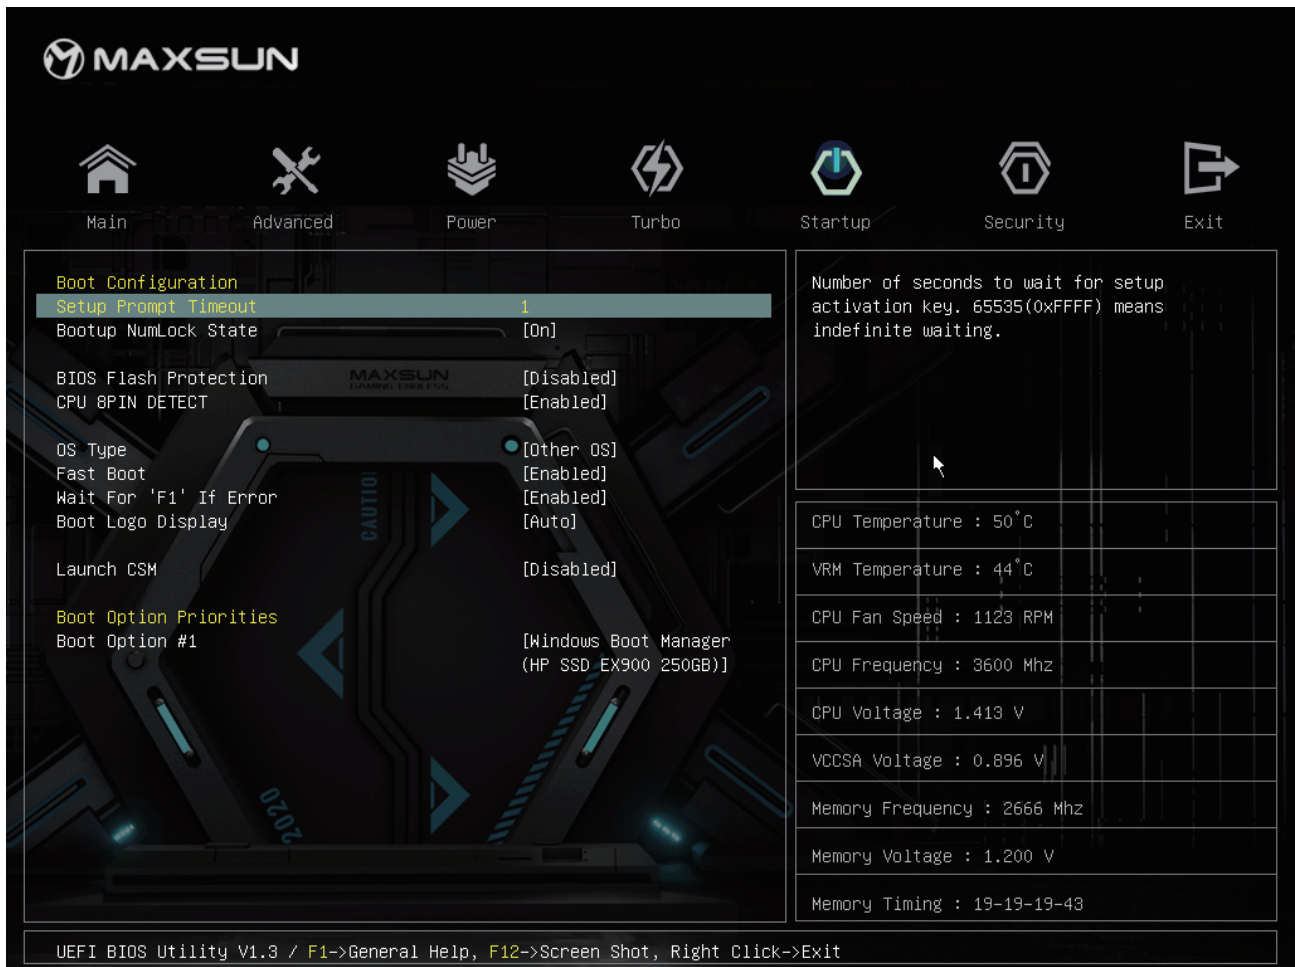 MAXSUN
Main Advanced Power Turbo Startup Security Exit
Boot Configuration
Setup Prompt Timeout 1
Bootup NumLock State [On]
BIOS Flash Protection [Disabled]
CPU 8PIN DETECT [Enabled]
OS Type [Other OS]
Fast Boot [Enabled]
Wait For 'F1' If Error [Enabled]
Boot Logo Display [Auto]
Launch CSM [Disabled]
Boot Option Priorities
Boot Option #1 [Windows Boot Manager
(HP SSD EX900 250GB)]
MAXSUN
GAMING ENDLESS
CAUTION
2020
Number of seconds to wait for setup
activation key. 65535(0xFFFF) means
indefinite waiting.
CPU Temperature : 50°C
VRM Temperature : 44°C
CPU Fan Speed : 1123 RPM
CPU Frequency : 3600 Mhz
CPU Voltage : 1.413 V
VCCSA Voltage : 0.896 V
Memory Frequency : 2666 Mhz
Memory Voltage : 1.200 V
Memory Timing : 19-19-19-43
UEFI BIOS Utility V1.3 / F1->General Help, F12->Screen Shot, Right Click->Exit